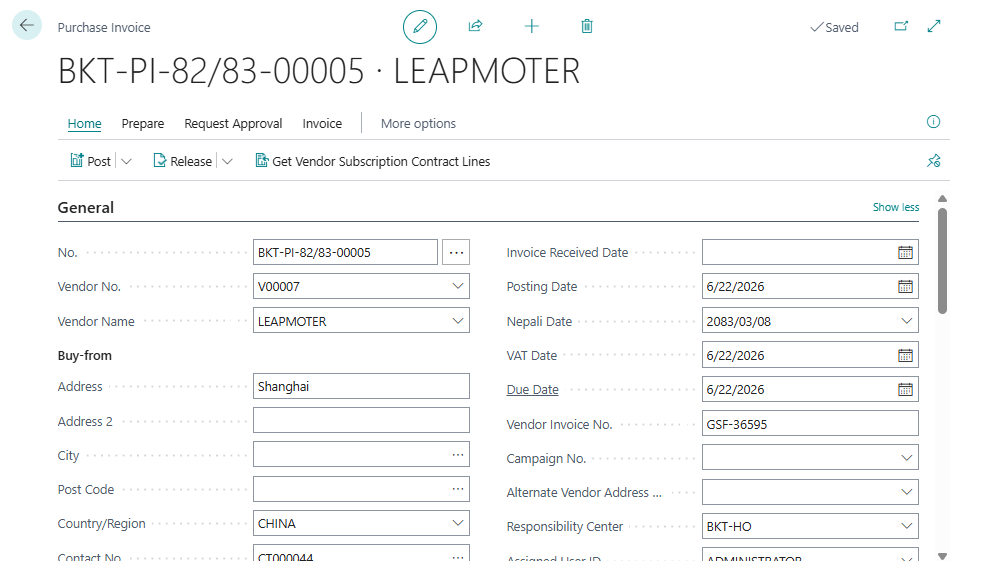 Purchase Invoice
Saved
BKT-PI-82/83-00005 · LEAPMOTER
Home Prepare Request Approval Invoice More options
Post Release Get Vendor Subscription Contract Lines
General
Show less
No. BKT-PI-82/83-00005
Invoice Received Date
Vendor No. V00007
Posting Date 6/22/2026
Vendor Name LEAPMOTER
Nepali Date 2083/03/08
Buy-from
VAT Date 6/22/2026
Address Shanghai
Due Date 6/22/2026
Address 2
Vendor Invoice No. GSF-36595
City
Campaign No.
Post Code
Alternate Vendor Address ...
Country/Region CHINA
Responsibility Center BKT-HO
Contact No. CT000044
Assigned User ID ADMINISTRATOR